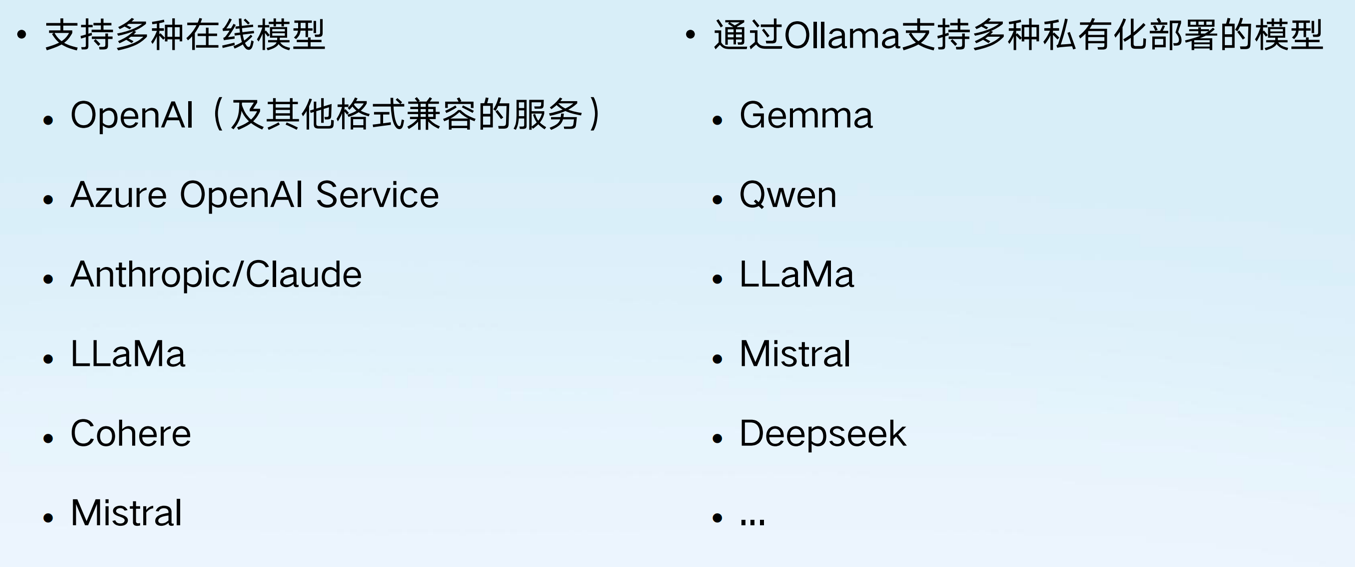 • 支持多种在线模型
• OpenAI（及其他格式兼容的服务）
• Azure OpenAI Service
• Anthropic/Claude
• LLaMa
• Cohere
• Mistral
• 通过Ollama支持多种私有化部署的模型
• Gemma
• Qwen
• LLaMa
• Mistral
• Deepseek
• ...